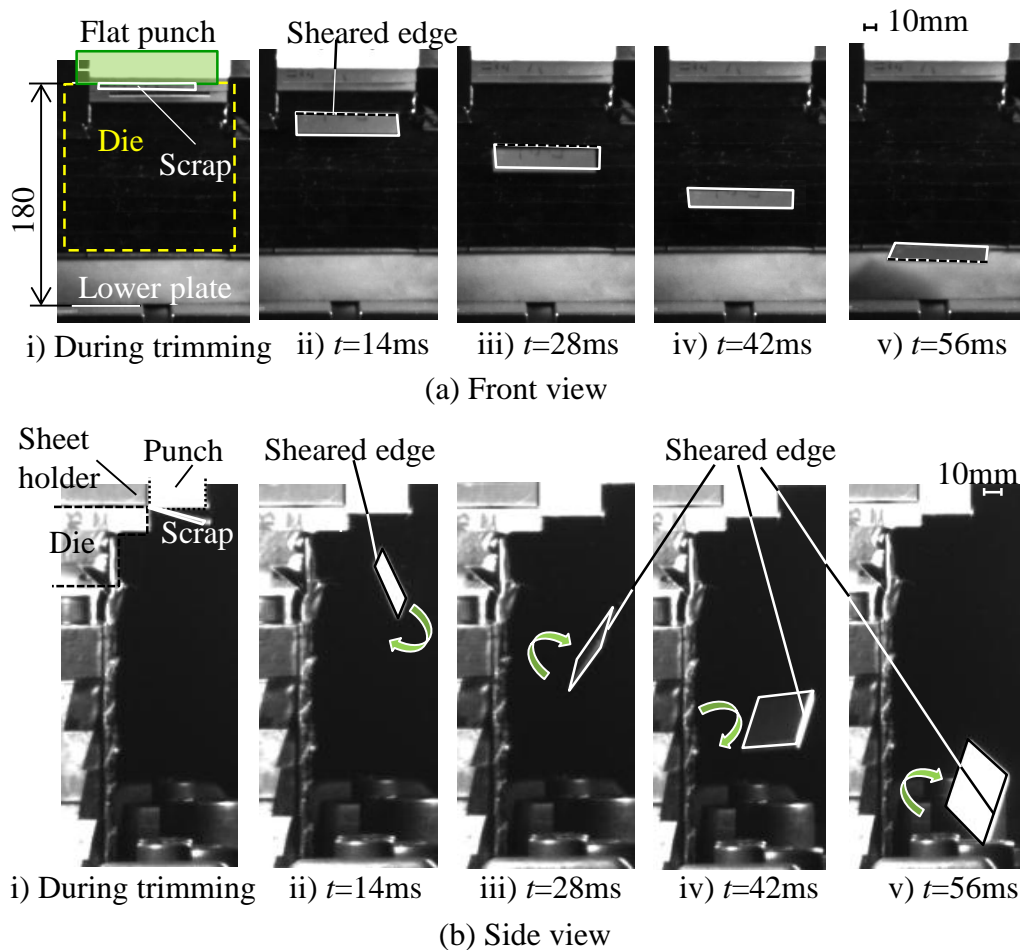 Flat punch
Sheared edge
10mm
Die
Scrap
180
Lower plate
i) During trimming
ii) t=14ms
iii) t=28ms
iv) t=42ms
v) t=56ms
(a) Front view
Sheet
holder
Punch
Sheared edge
Sheared edge
10mm
Die
Scrap
i) During trimming
ii) t=14ms
iii) t=28ms
iv) t=42ms
v) t=56ms
(b) Side view